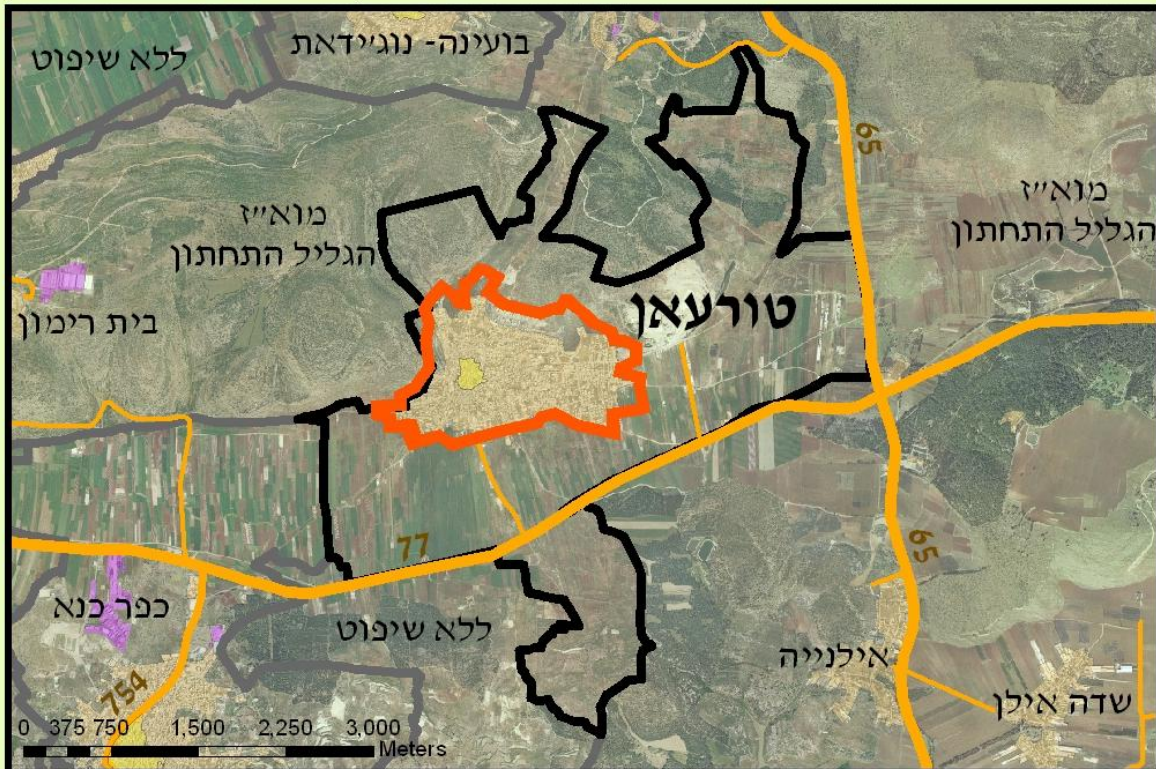 בועינה- נוג'ידאת
ללא שיפוט
65
מוא"ז
הגליל התחתון
מוא"ז
הגליל התחתון
טורעאן
בית רימון
77
65
כפר כנא
ללא שיפוט
אילנייה
754
שדה אילן
0 375 750 1,500 2,250 3,000
Meters